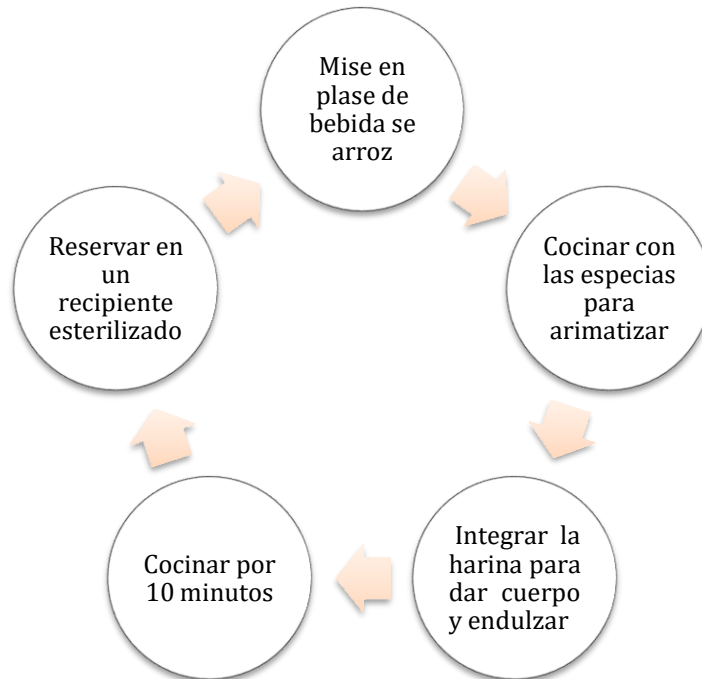 Mise en
plase de
bebida se
arroz
Cocinar con
las especias
para
arimatizar
Integrar la
harina para
dar cuerpo
y endulzar
Cocinar por
10 minutos
Reservar en
un
recipiente
esterilizado